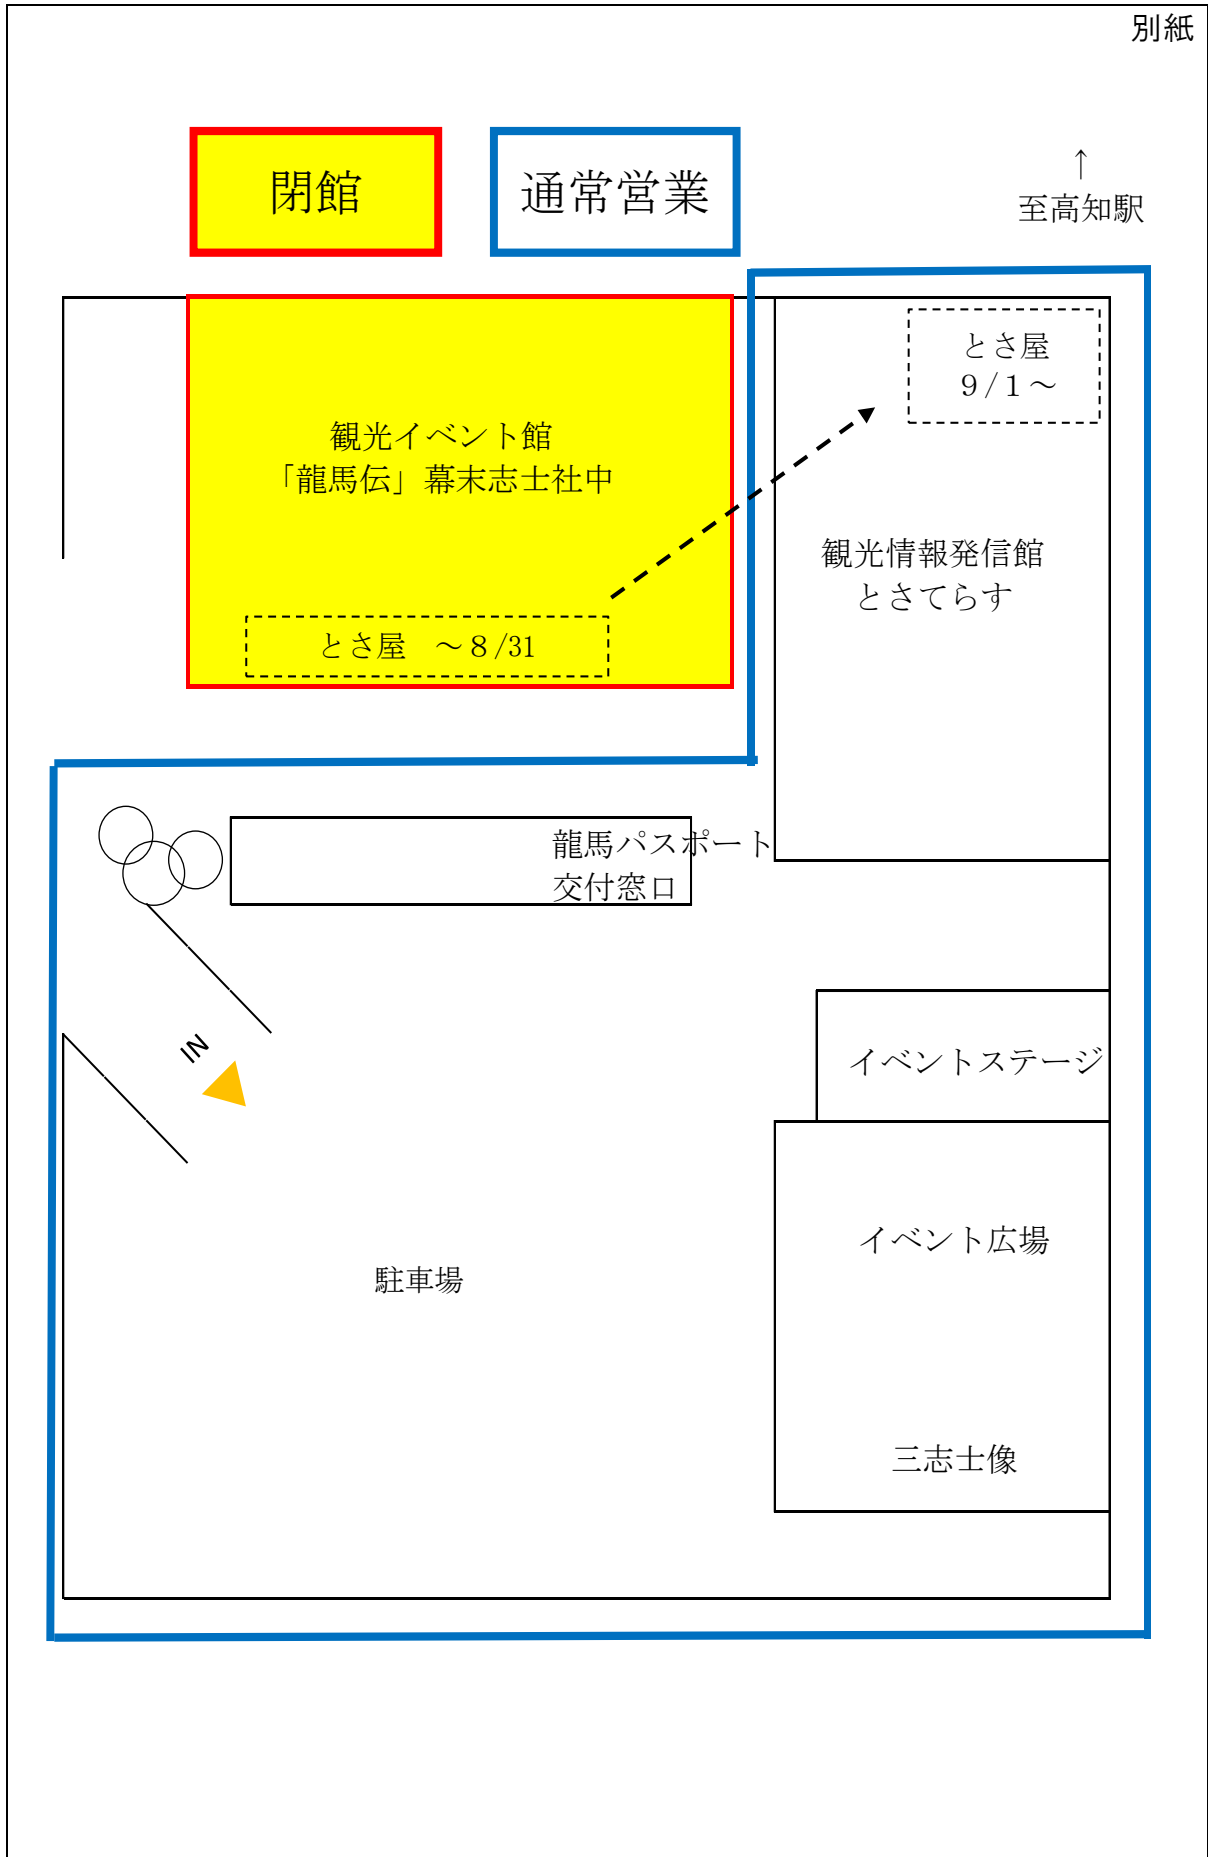 別紙
閉館
通常営業
↑
至高知駅
とさ屋
９/１～
観光イベント館
「龍馬伝」幕末志士社中
観光情報発信館
とさてらす
とさ屋　～８/31
龍馬パスポート
交付窓口
IN
イベントステージ
イベント広場
駐車場
三志士像